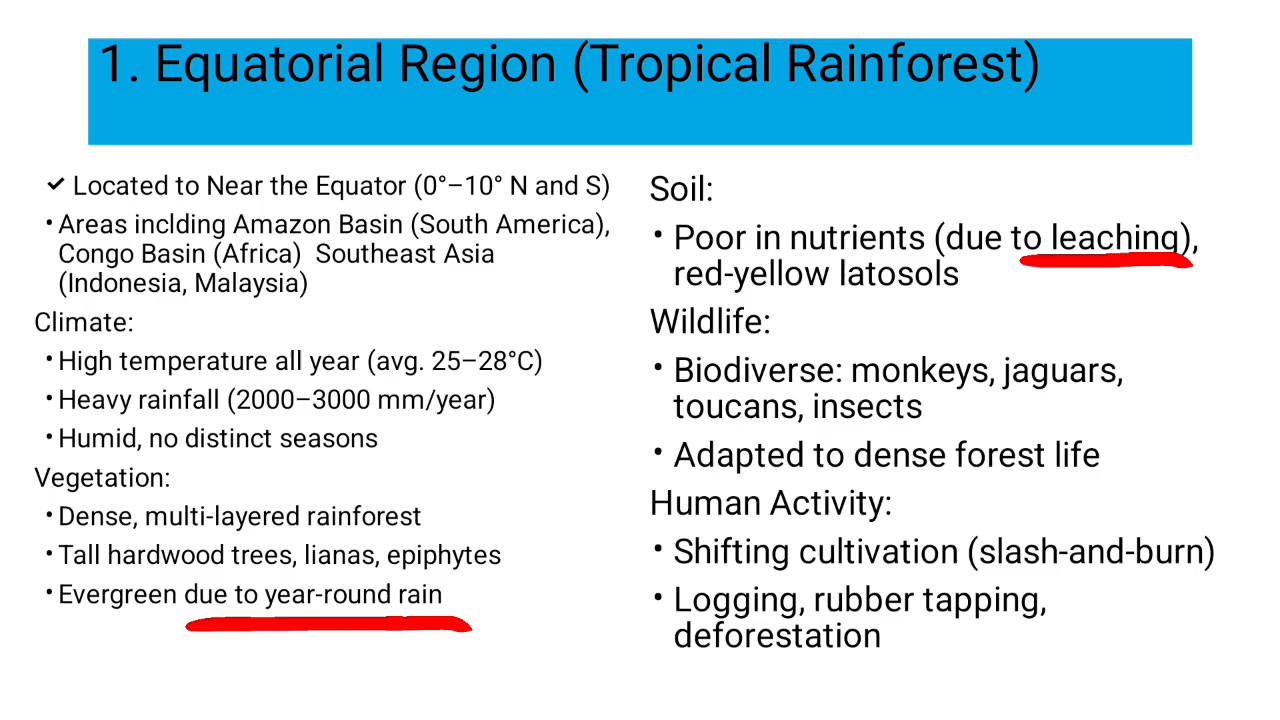 1. Equatorial Region (Tropical Rainforest)
✓ Located to Near the Equator (0°–10° N and S)
• Areas inclding Amazon Basin (South America),
Congo Basin (Africa)  Southeast Asia
(Indonesia, Malaysia)
Climate:
• High temperature all year (avg. 25–28°C)
• Heavy rainfall (2000–3000 mm/year)
• Humid, no distinct seasons
Vegetation:
• Dense, multi-layered rainforest
• Tall hardwood trees, lianas, epiphytes
• Evergreen due to year-round rain
Soil:
• Poor in nutrients (due to leaching),
red-yellow latosols
Wildlife:
• Biodiverse: monkeys, jaguars,
toucans, insects
• Adapted to dense forest life
Human Activity:
• Shifting cultivation (slash-and-burn)
• Logging, rubber tapping,
deforestation